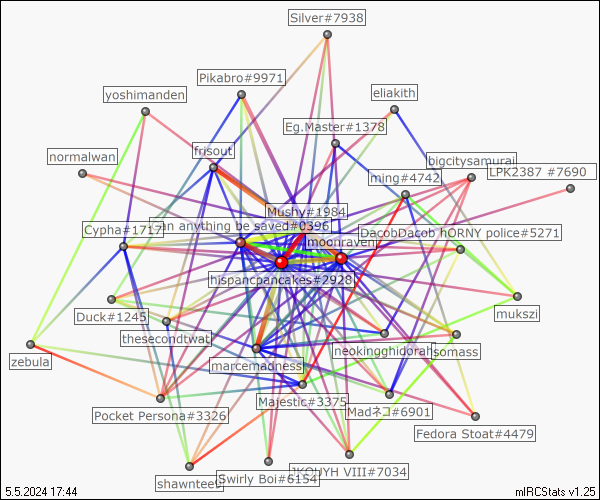 Silver#7938
Pikabro#9971
eliakith
yoshimanden
Eg.Master#1378
frisout
normalwan
bigcitysamurai
LPK2387 #7690
ming#4742
Mushy#1984
an anything be saved#0396
Cypha#1717
DacobDacob hORNY police#5271
moonraven
hispancpancakes#2928
mukszi
Duck#1245
thesecondtwat
neokingghidorah
somass
zebula
marcemadness
Majestic#3375
Madネコ#6901
Pocket Persona#3326
Fedora Stoat#4479
shawntee
Swirly Boi#6154
VIII#7034
5.5.2024 17:44
mIRCStats v1.25